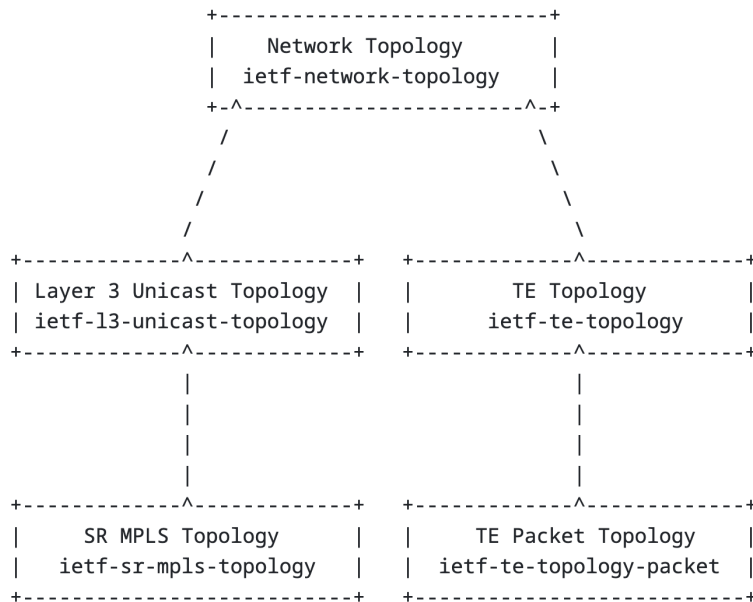 Network Topology
ietf-network-topology
Layer 3 Unicast Topology
ietf-l3-unicast-topology
TE Topology
ietf-te-topology
SR MPLS Topology
ietf-sr-mpls-topology
TE Packet Topology
ietf-te-topology-packet